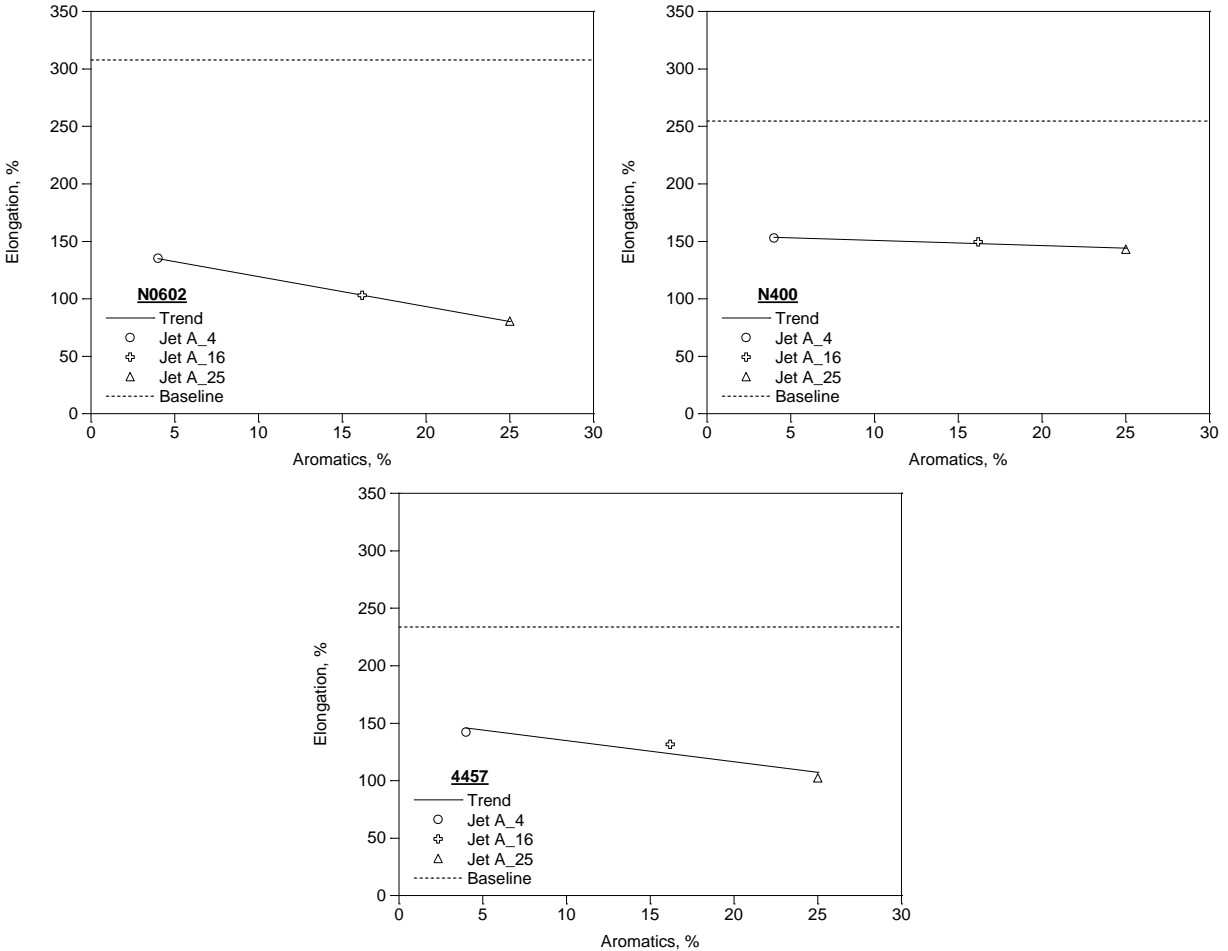 350
300
250
200
150
100
50
0
Elongation, %
N0602
Trend
Jet A_4
Jet A_16
Jet A_25
Baseline
0 5 10 15 20 25 30
Aromatics, %
350
300
250
200
150
100
50
0
Elongation, %
N400
Trend
Jet A_4
Jet A_16
Jet A_25
Baseline
0 5 10 15 20 25 30
Aromatics, %
350
300
250
200
150
100
50
0
Elongation, %
4457
Trend
Jet A_4
Jet A_16
Jet A_25
Baseline
0 5 10 15 20 25 30
Aromatics, %